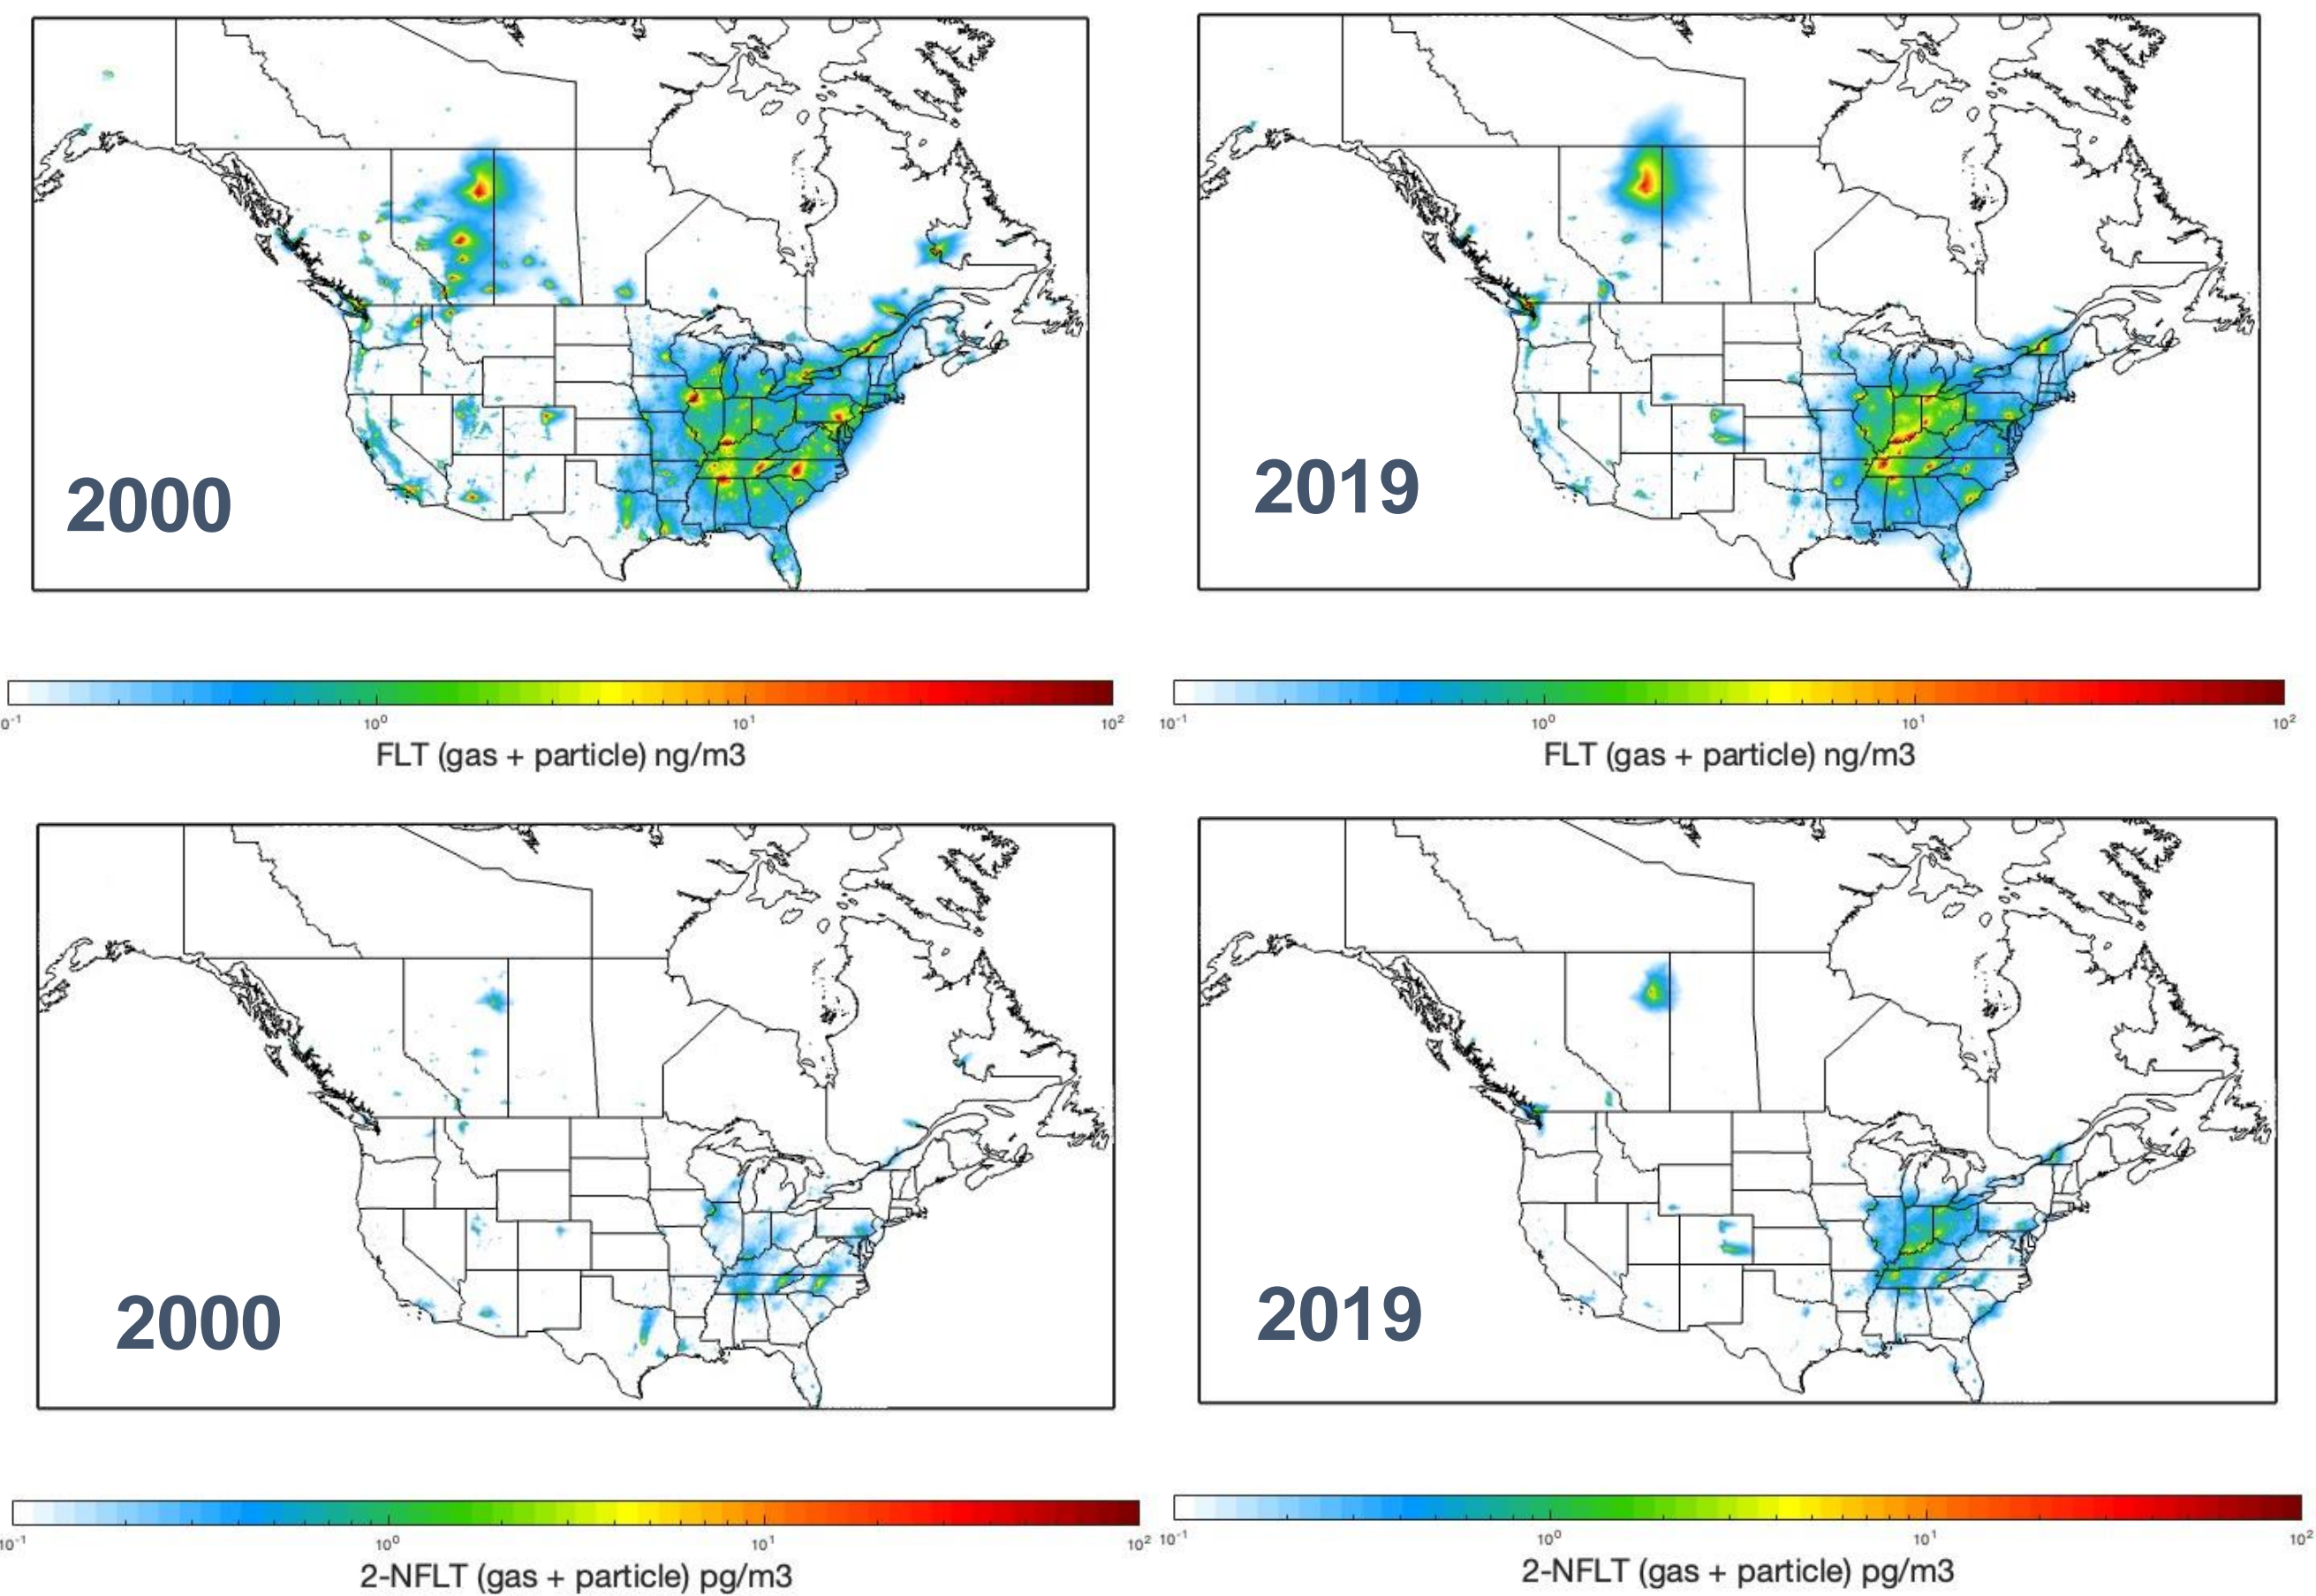 2000
2019
0-1 100 101 102
10-1 100 101 102
FLT (gas + particle) ng/m3
FLT (gas + particle) ng/m3
2000
2019
10-1 100 101 102
10-1 100 101 102
2-NFLT (gas + particle) pg/m3
2-NFLT (gas + particle) pg/m3